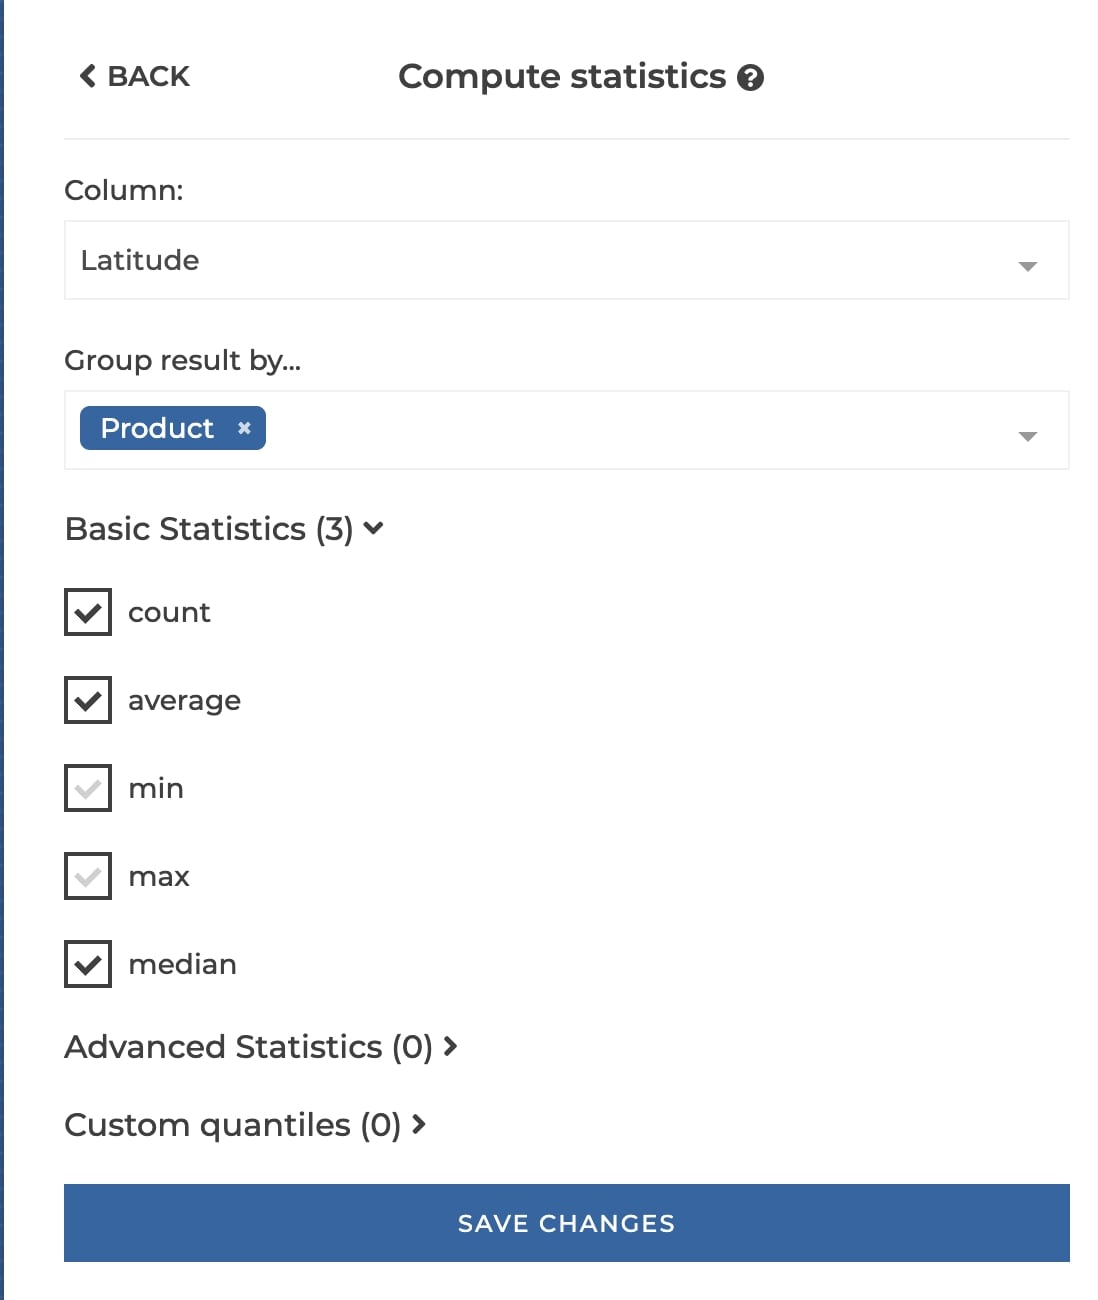 BACK
Compute statistics
Column:
Latitude
Group result by...
Product ×
Basic Statistics (3)
count
average
min
max
median
Advanced Statistics (0)
Custom quantiles (0)
SAVE CHANGES